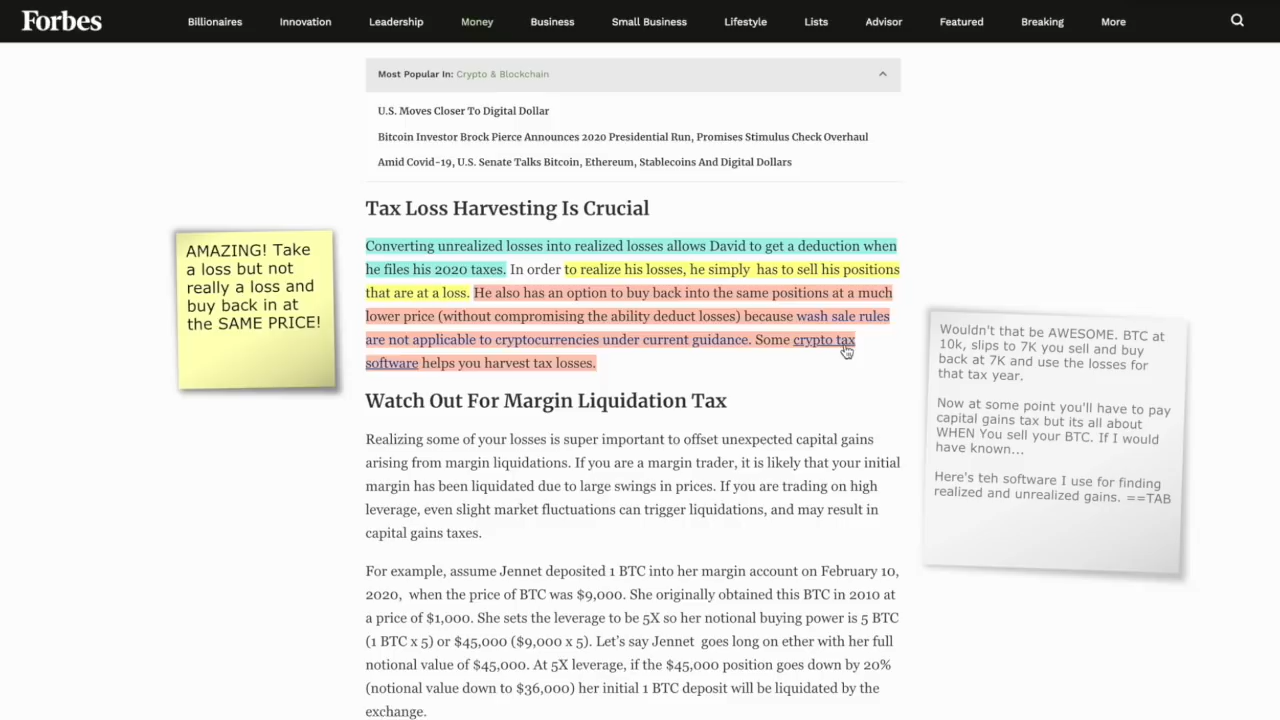 Forbes
Billionaires Innovation Leadership Money Business Small Business Lifestyle Lists Advisor Featured Breaking More
Most Popular In: Crypto & Blockchain
U.S. Moves Closer To Digital Dollar
Bitcoin Investor Brock Pierce Announces 2020 Presidential Run, Promises Stimulus Check Overhaul
Amid Covid-19, U.S. Senate Talks Bitcoin, Ethereum, Stablecoins And Digital Dollars
Tax Loss Harvesting Is Crucial
Converting unrealized losses into realized losses allows David to get a deduction when
he files his 2020 taxes. In order to realize his losses, he simply has to sell his positions
that are at a loss. He also has an option to buy back into the same positions at a much
lower price (without compromising the ability deduct losses) because wash sale rules
are not applicable to cryptocurrencies under current guidance. Some crypto tax
software helps you harvest tax losses.
AMAZING! Take
a loss but not
really a loss and
buy back in at
the SAME PRICE!
Wouldn't that be AWESOME. BTC at
10k, slips to 7K you sell and buy
back at 7K and use the losses for
that tax year.
Now at some point you'll have to pay
capital gains tax but its all about
WHEN You sell your BTC. If I would
have known...
Here's teh software I use for finding
realized and unrealized gains. ==TAB
Watch Out For Margin Liquidation Tax
Realizing some of your losses is super important to offset unexpected capital gains
arising from margin liquidations. If you are a margin trader, it is likely that your initial
margin has been liquidated due to large swings in prices. If you are trading on high
leverage, even slight market fluctuations can trigger liquidations, and may result in
capital gains taxes.
For example, assume Jennet deposited 1 BTC into her margin account on February 10,
2020, when the price of BTC was $9,000. She originally obtained this BTC in 2010 at
a price of $1,000. She sets the leverage to be 5X so her notional buying power is 5 BTC
(1 BTC x 5) or $45,000 ($9,000 x 5). Let's say Jennet goes long on ether with her full
notional value of $45,000. At 5X leverage, if the $45,000 position goes down by 20%
(notional value down to $36,000) her initial 1 BTC deposit will be liquidated by the
exchange.